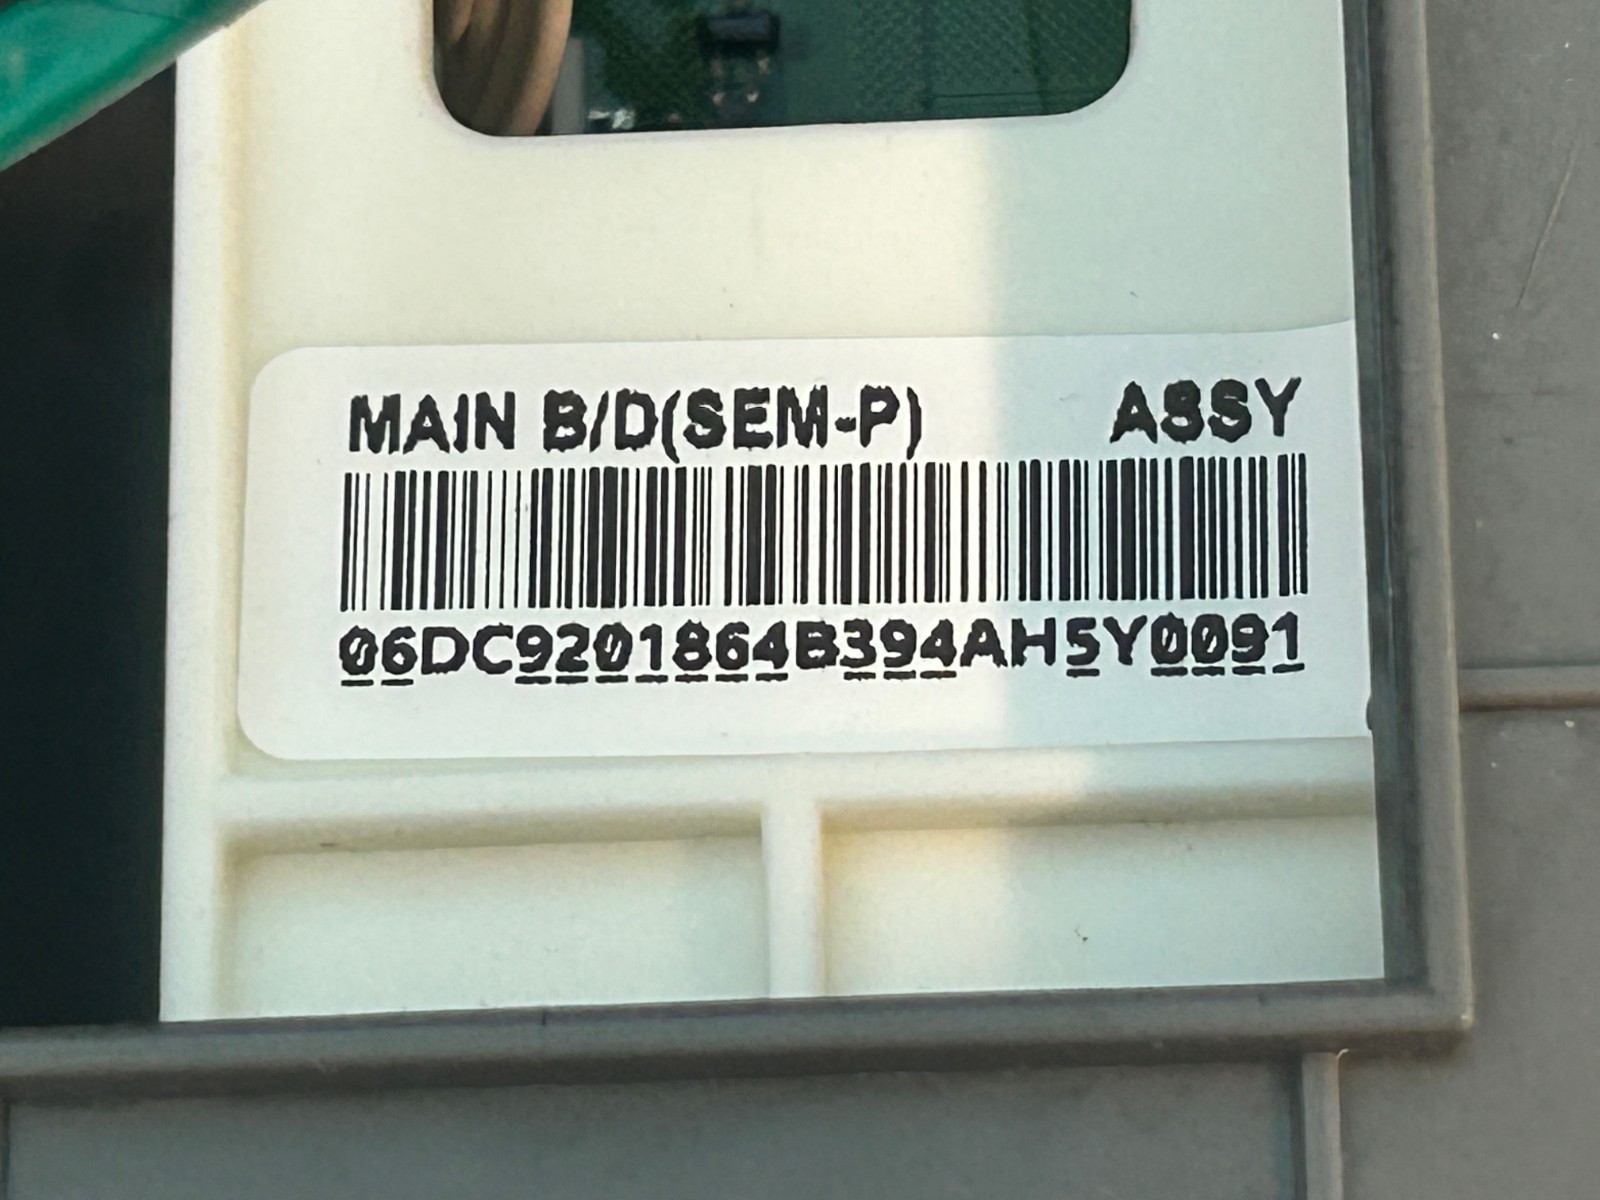 MAIN B/D(SEM-P) ASSY
06DC9201864B394AH5Y0091